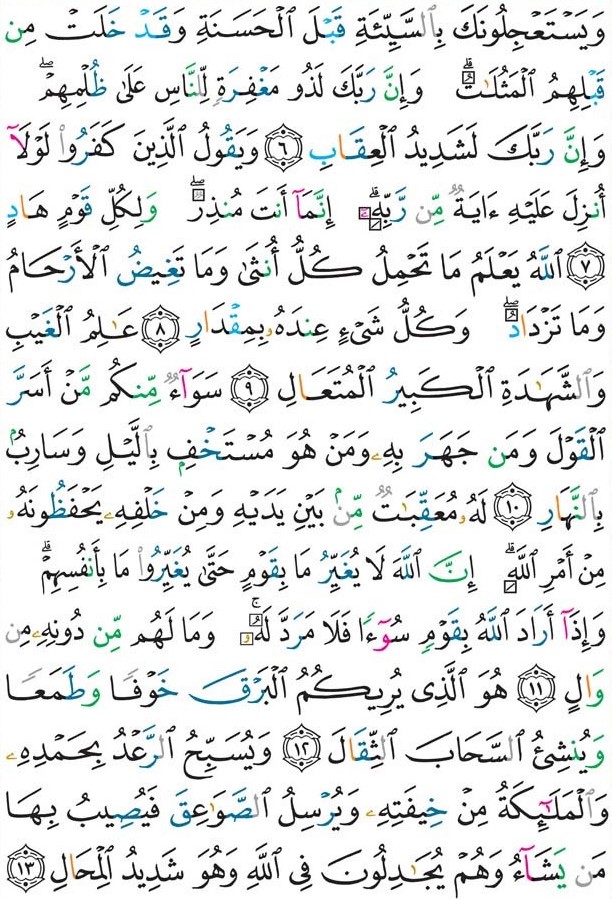 وَيَسْتَعْجِلُونَكَ بِٱلسَّيِّئَةِ قَبْلَ ٱلْحَسَنَةِ وَقَدْ خَلَتْ مِن
قَبْلِهِمُ ٱلْمَثُلَـٰتُ ۗ وَإِنَّ رَبَّكَ لَذُو مَغْفِرَةٍ لِّلنَّاسِ عَلَىٰ ظُلْمِهِمْ ۖ
وَإِنَّ رَبَّكَ لَشَدِيدُ ٱلْعِقَابِ ٦ وَيَقُولُ ٱلَّذِينَ كَفَرُوا۟ لَوْلَآ
أُنزِلَ عَلَيْهِ ءَايَةٌ مِّن رَّبِّهِۦٓ ۗ إِنَّمَآ أَنتَ مُنذِرٌ ۖ وَلِكُلِّ قَوْمٍ هَادٍ
٧ ٱللَّهُ يَعْلَمُ مَا تَحْمِلُ كُلُّ أُنثَىٰ وَمَا تَغِيضُ ٱلْأَرْحَامُ
وَمَا تَزْدَادُ ۖ وَكُلُّ شَىْءٍ عِندَهُۥ بِمِقْدَارٍ ٨ عَـٰلِمُ ٱلْغَيْبِ
وَٱلشَّهَـٰدَةِ ٱلْكَبِيرُ ٱلْمُتَعَالِ ٩ سَوَآءٌ مِّنكُم مَّنْ أَسَرَّ
ٱلْقَوْلَ وَمَن جَهَرَ بِهِۦ وَمَنْ هُوَ مُسْتَخْفٍۭ بِٱلَّيْلِ وَسَارِبٌۢ
بِٱلنَّهَارِ ١٠ لَهُۥ مُعَقِّبَـٰتٌ مِّنۢ بَيْنِ يَدَيْهِ وَمِنْ خَلْفِهِۦ يَحْفَظُونَهُۥ
مِنْ أَمْرِ ٱللَّهِ ۗ إِنَّ ٱللَّهَ لَا يُغَيِّرُ مَا بِقَوْمٍ حَتَّىٰ يُغَيِّرُوا۟ مَا بِأَنفُسِهِمْ ۗ
وَإِذَآ أَرَادَ ٱللَّهُ بِقَوْمٍ سُوٓءًا فَلَا مَرَدَّ لَهُۥ ۚ وَمَا لَهُم مِّن دُونِهِۦ مِن
وَالٍ ١١ هُوَ ٱلَّذِى يُرِيكُمُ ٱلْبَرْقَ خَوْفًا وَطَمَعًا
وَيُنشِئُ ٱلسَّحَابَ ٱلثِّقَالَ ١٢ وَيُسَبِّحُ ٱلرَّعْدُ بِحَمْدِهِۦ
وَٱلْمَلَـٰٓئِكَةُ مِنْ خِيفَتِهِۦ وَيُرْسِلُ ٱلصَّوَٰعِقَ فَيُصِيبُ بِهَا
مَن يَشَآءُ وَهُمْ يُجَـٰدِلُونَ فِى ٱللَّهِ وَهُوَ شَدِيدُ ٱلْمِحَالِ ١٣